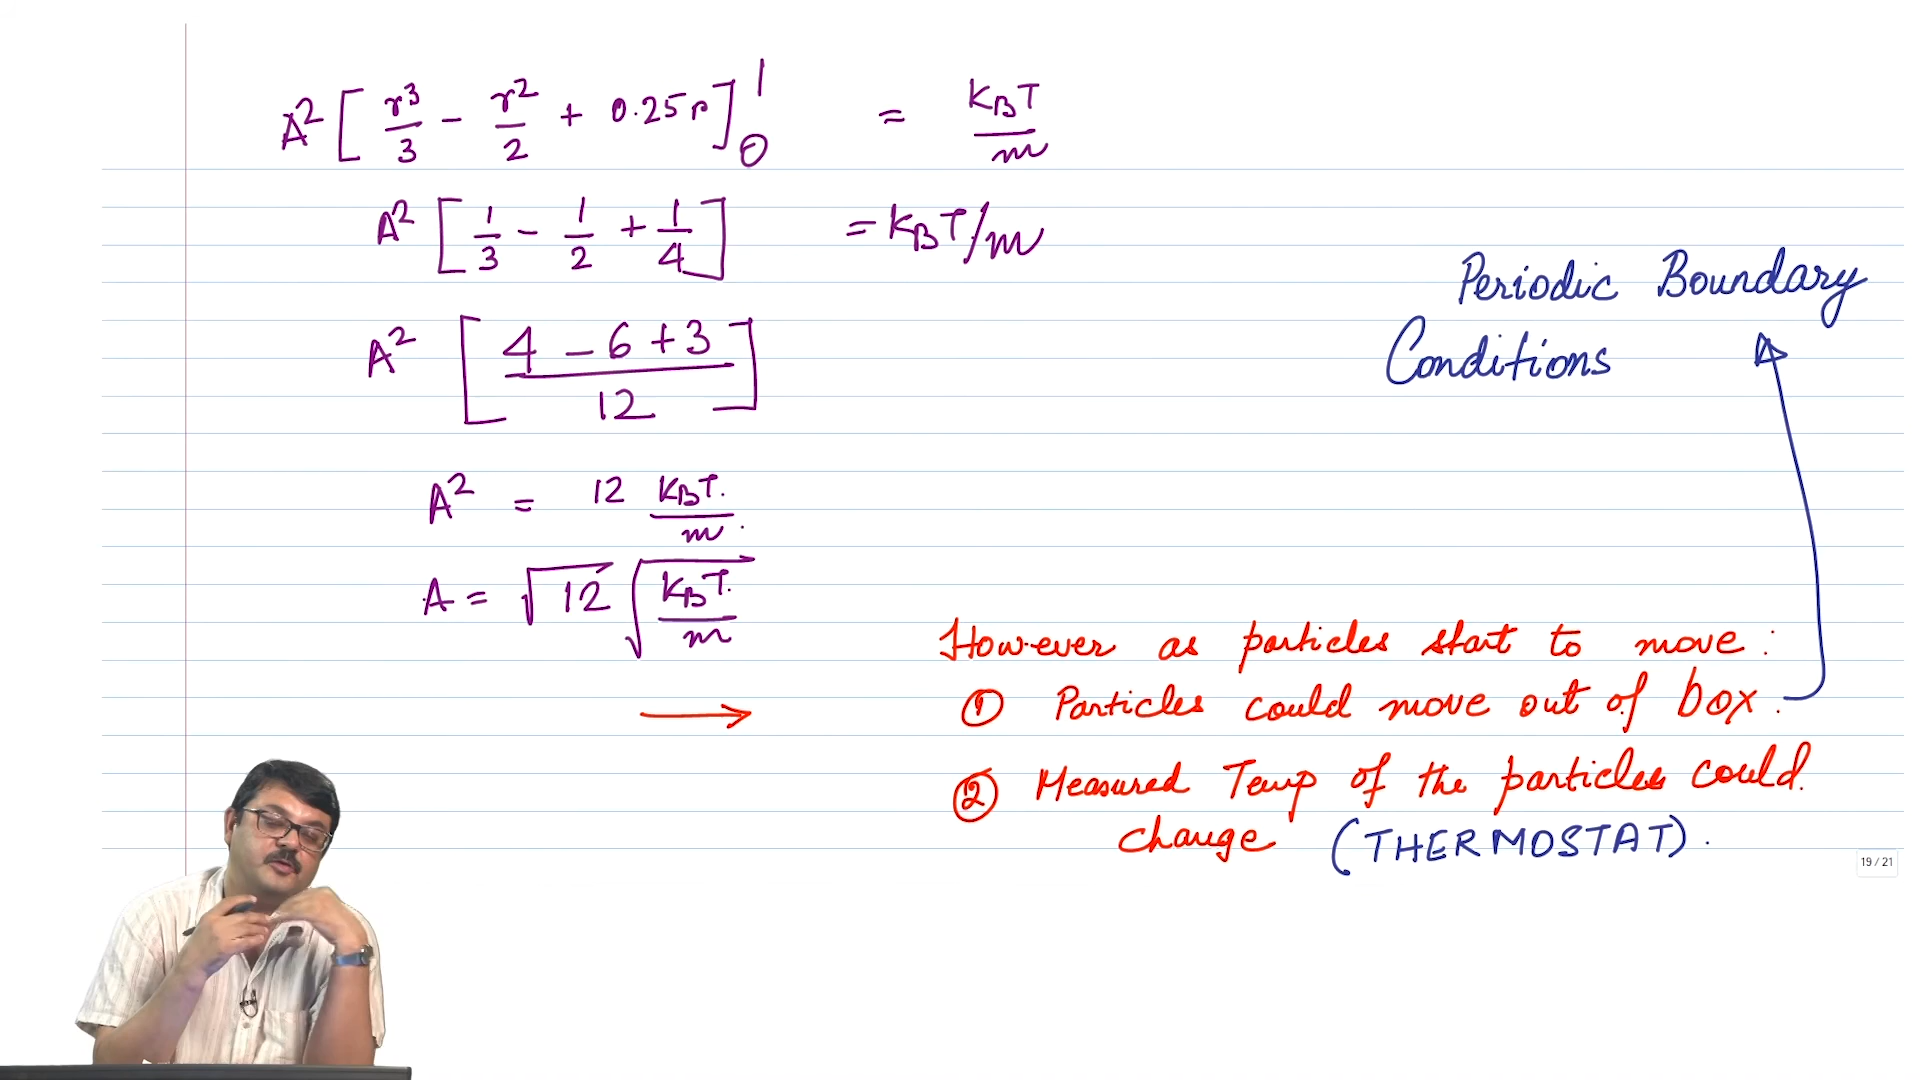 A² [ r³/3 - r²/2 + 0.25r ]₀¹ = K_BT/m
A² [ 1/3 - 1/2 + 1/4 ] = K_BT/m
A² [ (4 - 6 + 3)/12 ]
A² = 12 K_BT/m
A = √12 √(K_BT/m)
Periodic Boundary
Conditions
However as particles start to move :
① Particles could move out of box.
② Measured Temp of the particles could
change (THERMOSTAT).
19 / 21